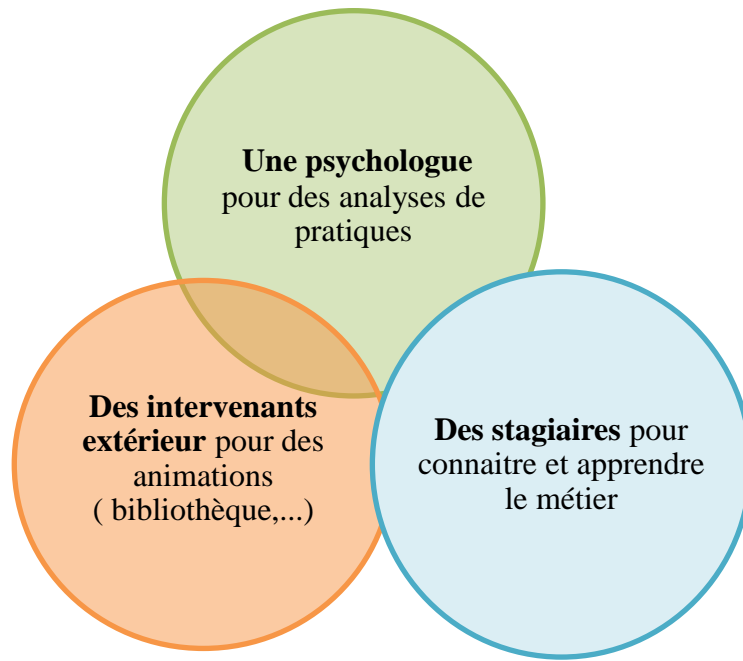 Une psychologue
pour des analyses de
pratiques
Des intervenants
extérieur pour des
animations
( bibliothèque,...)
Des stagiaires pour
connaitre et apprendre
le métier